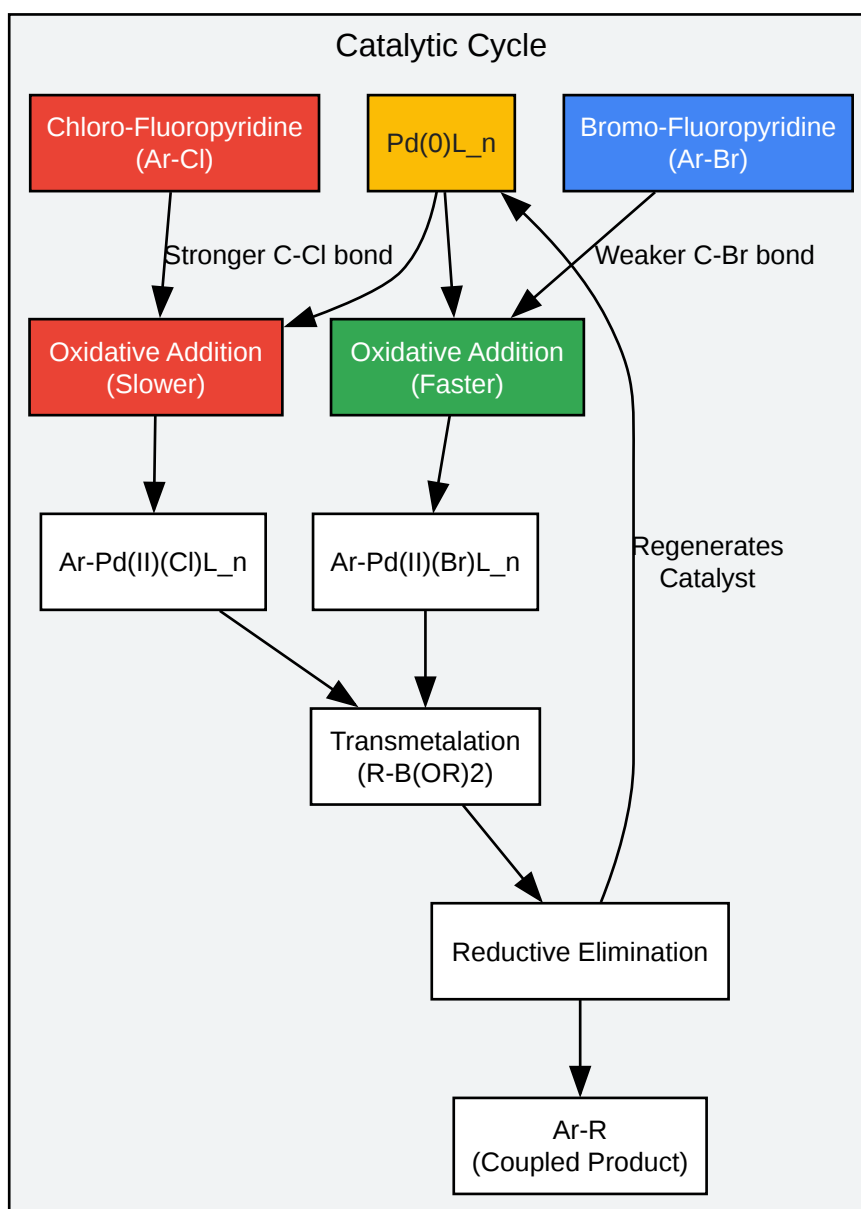 Catalytic Cycle
Chloro-Fluoropyridine
(Ar-Cl)
Pd(0)L_n
Bromo-Fluoropyridine
(Ar-Br)
Stronger C-Cl bond
Weaker C-Br bond
Oxidative Addition
(Slower)
Oxidative Addition
(Faster)
Ar-Pd(II)(Cl)L_n
Ar-Pd(II)(Br)L_n
Regenerates
Catalyst
Transmetalation
(R-B(OR)2)
Reductive Elimination
Ar-R
(Coupled Product)